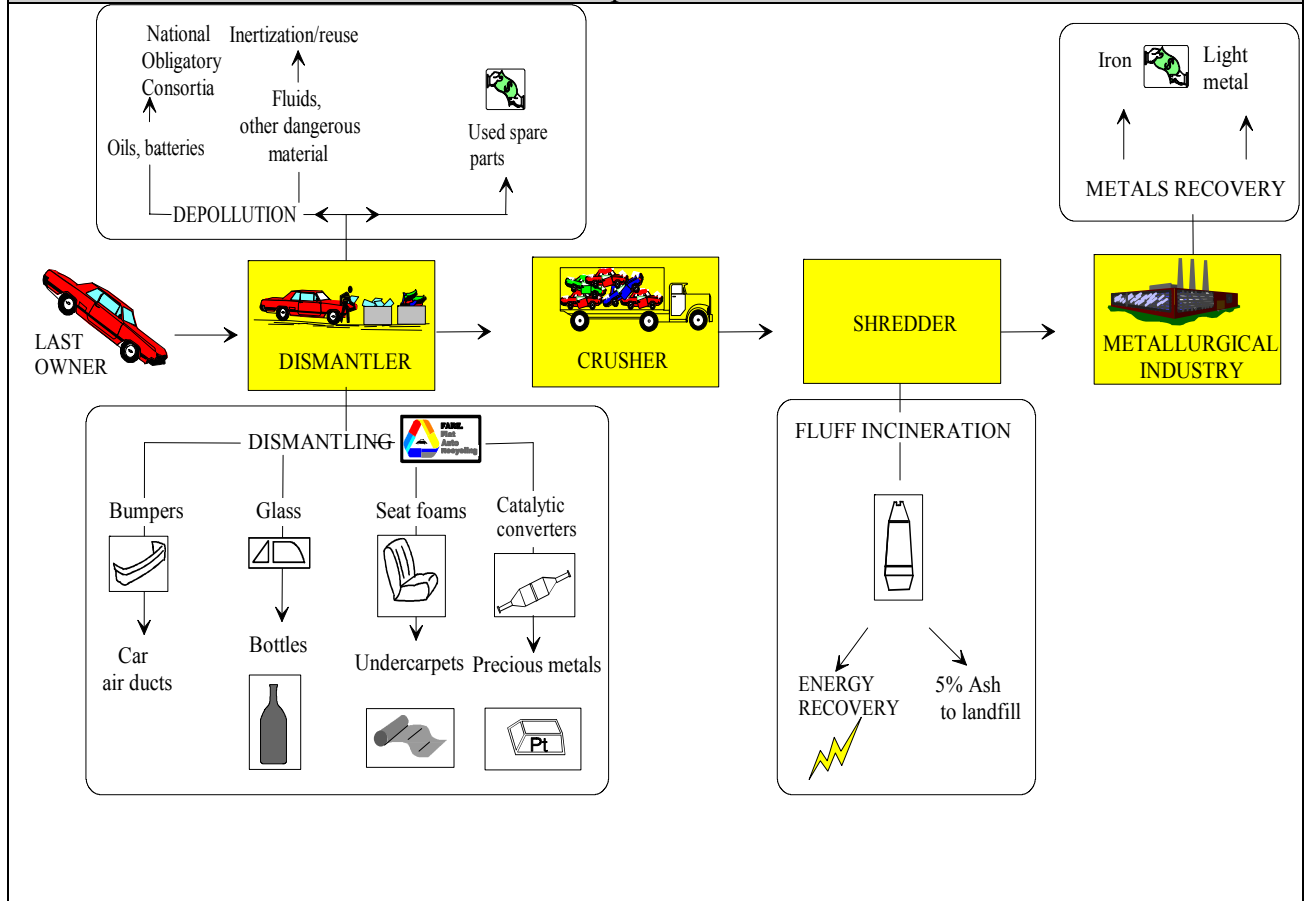 National
Obligatory
Consortia
Inertization/reuse
Fluids,
other dangerous
material
Oils, batteries
Used spare
parts
DEPOLLUTION
Iron
Light
metal
METALS RECOVERY
LAST
OWNER
DISMANTLER
CRUSHER
SHREDDER
METALLURGICAL
INDUSTRY
DISMANTLING
FARE.
Fiat
Auto
Recycling
Bumpers
Glass
Seat foams
Catalytic
converters
Car
air ducts
Bottles
Undercarpets
Precious metals
Pt
FLUFF INCINERATION
ENERGY
RECOVERY
5% Ash
to landfill